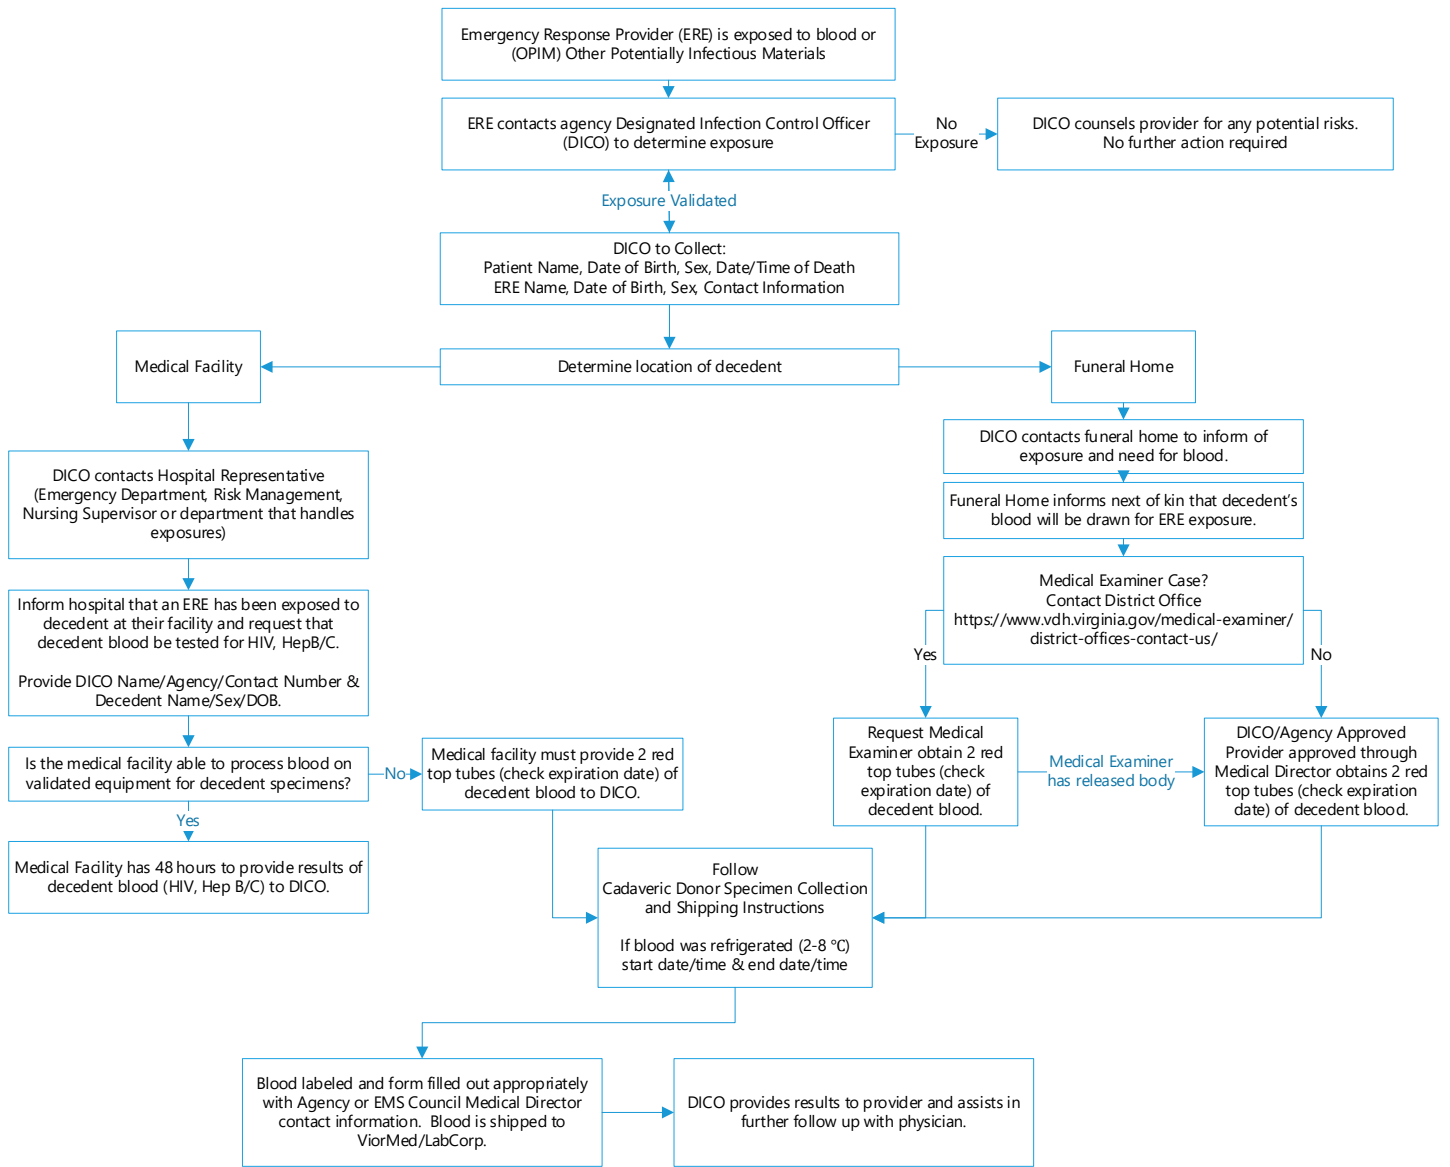 Emergency Response Provider (ERE) is exposed to blood or
(OPIM) Other Potentially Infectious Materials
ERE contacts agency Designated Infection Control Officer
(DICO) to determine exposure
No
Exposure
DICO counsels provider for any potential risks.
No further action required
Exposure Validated
DICO to Collect:
Patient Name, Date of Birth, Sex, Date/Time of Death
ERE Name, Date of Birth, Sex, Contact Information
Medical Facility
Determine location of decedent
Funeral Home
DICO contacts Hospital Representative
(Emergency Department, Risk Management,
Nursing Supervisor or department that handles
exposures)
Inform hospital that an ERE has been exposed to
decedent at their facility and request that
decedent blood be tested for HIV, HepB/C.
Provide DICO Name/Agency/Contact Number &
Decedent Name/Sex/DOB.
Is the medical facility able to process blood on
validated equipment for decedent specimens?
No
Medical facility must provide 2 red
top tubes (check expiration date) of
decedent blood to DICO.
Yes
Medical Facility has 48 hours to provide results of
decedent blood (HIV, Hep B/C) to DICO.
DICO contacts funeral home to inform of
exposure and need for blood.
Funeral Home informs next of kin that decedent's
blood will be drawn for ERE exposure.
Medical Examiner Case?
Contact District Office
https://www.vdh.virginia.gov/medical-examiner/
district-offices-contact-us/
Yes
No
Request Medical
Examiner obtain 2 red
top tubes (check
expiration date) of
decedent blood.
Medical Examiner
has released body
DICO/Agency Approved
Provider approved through
Medical Director obtains 2 red
top tubes (check expiration
date) of decedent blood.
Follow
Cadaveric Donor Specimen Collection
and Shipping Instructions
If blood was refrigerated (2-8 °C)
start date/time & end date/time
Blood labeled and form filled out appropriately
with Agency or EMS Council Medical Director
contact information.  Blood is shipped to
ViorMed/LabCorp.
DICO provides results to provider and assists in
further follow up with physician.